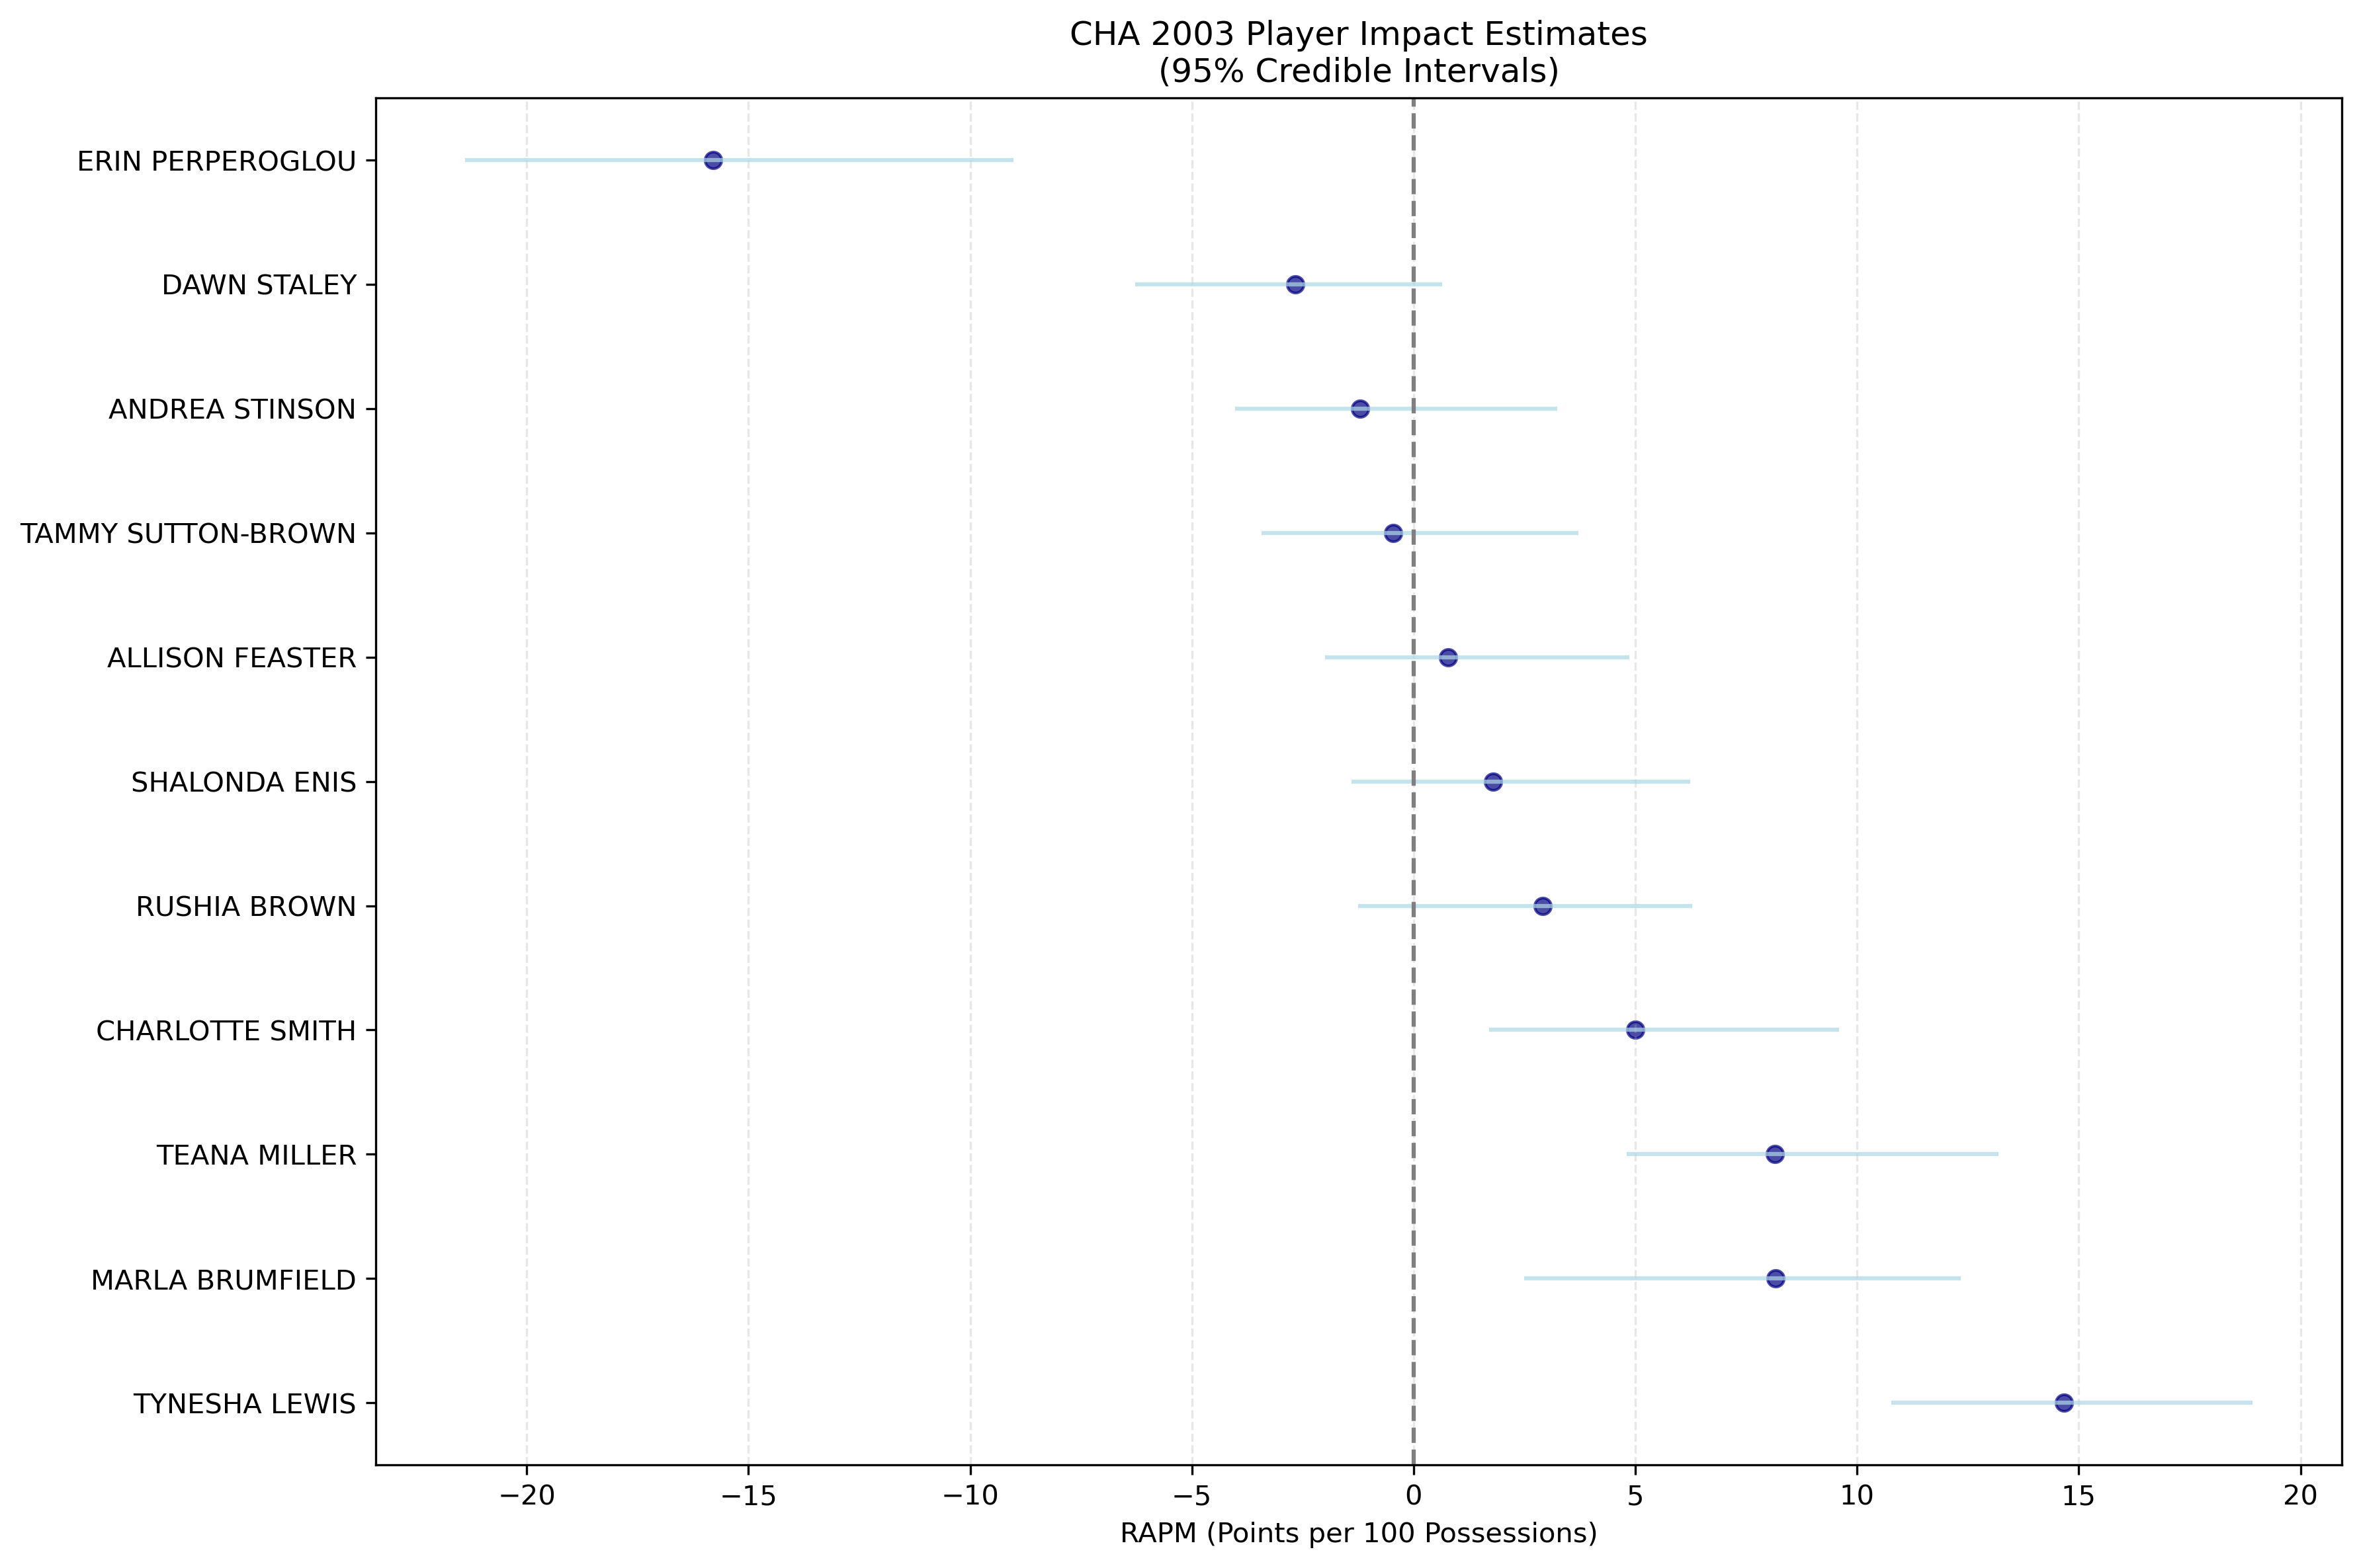 CHA 2003 Player Impact Estimates
(95% Credible Intervals)
ERIN PERPEROGLOU
DAWN STALEY
ANDREA STINSON
TAMMY SUTTON-BROWN
ALLISON FEASTER
SHALONDA ENIS
RUSHIA BROWN
CHARLOTTE SMITH
TEANA MILLER
MARLA BRUMFIELD
TYNESHA LEWIS
−20 −15 −10 −5 0 5 10 15 20
RAPM (Points per 100 Possessions)